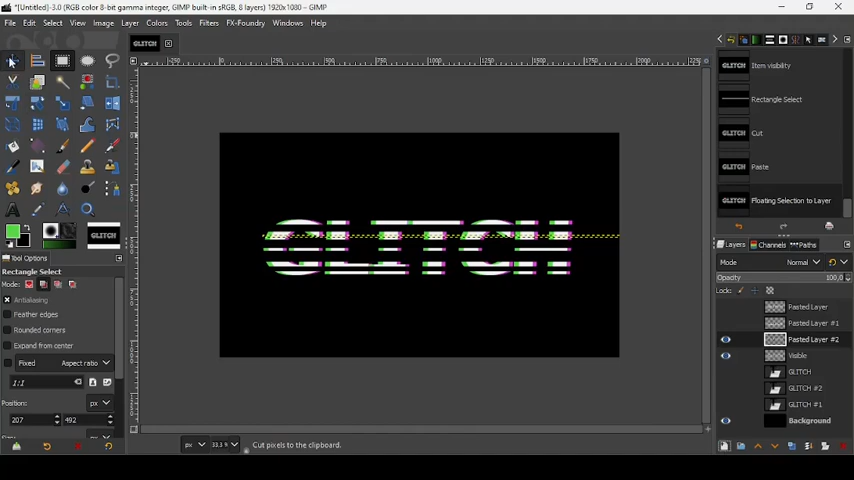 *[Untitled]-3.0 (RGB color 8-bit gamma integer, GIMP built-in sRGB, 8 layers) 1920x1080 – GIMP
File Edit Select View Image Layer Colors Tools Filters FX-Foundry Windows Help
GLITCH
Item visibility
Rectangle Select
Cut
Paste
Floating Selection to Layer
GLITCH
Layers Channels Paths
Mode Normal
Opacity 100,0
Lock:
Pasted Layer
Pasted Layer #1
Pasted Layer #2
Visible
GLITCH
GLITCH #2
GLITCH #1
Background
Tool Options
Rectangle Select
Mode:
Antialiasing
Feather edges
Rounded corners
Expand from center
Fixed Aspect ratio
1:1
Position: px
207 492
px 33.3 % Cut pixels to the clipboard.